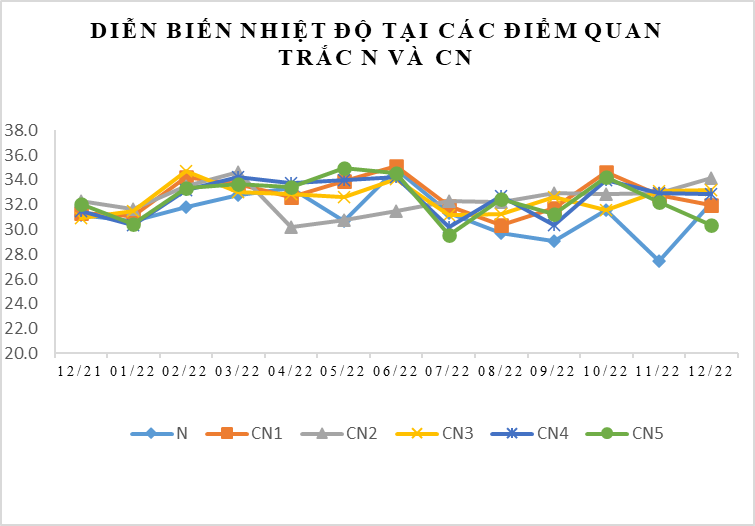 DIỄN BIẾN NHIỆT ĐỘ TẠI CÁC ĐIỂM QUAN
TRẮC N VÀ CN
38.0
36.0
34.0
32.0
30.0
28.0
26.0
24.0
22.0
20.0
12/21 01/22 02/22 03/22 04/22 05/22 06/22 07/22 08/22 09/22 10/22 11/22 12/22
N CN1 CN2 CN3 CN4 CN5